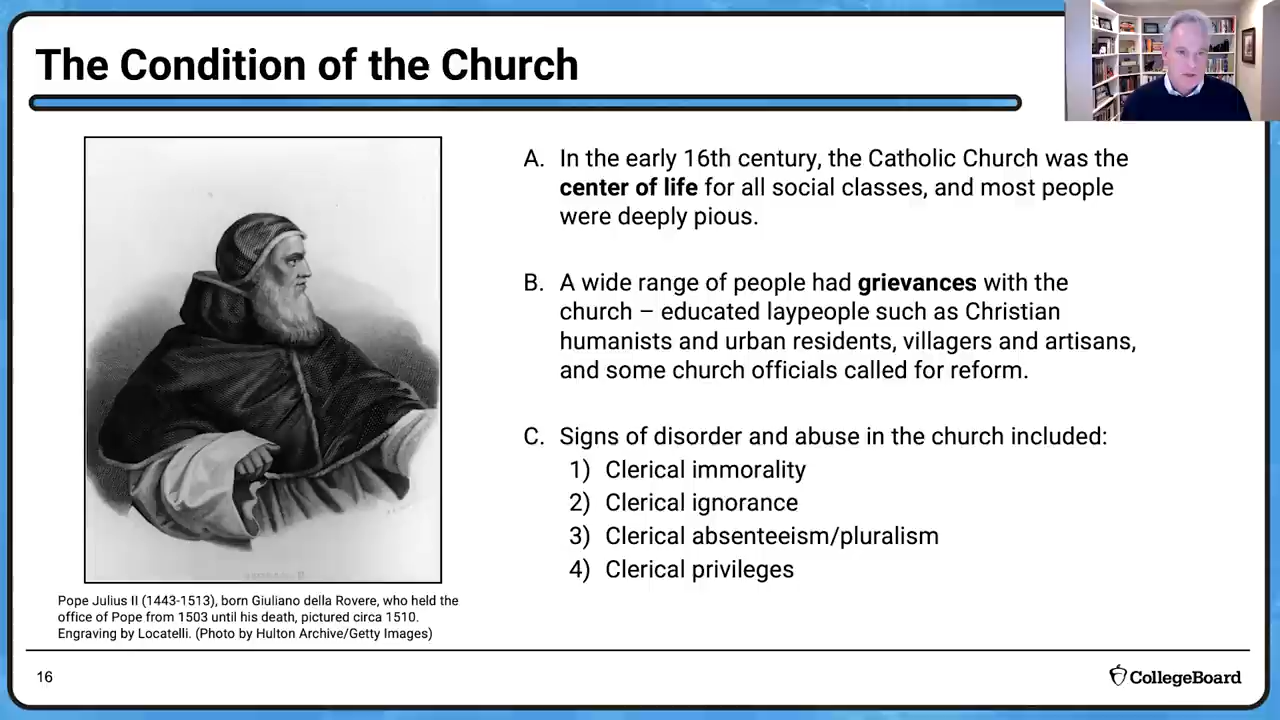 The Condition of the Church
A. In the early 16th century, the Catholic Church was the
center of life for all social classes, and most people
were deeply pious.
B. A wide range of people had grievances with the
church – educated laypeople such as Christian
humanists and urban residents, villagers and artisans,
and some church officials called for reform.
C. Signs of disorder and abuse in the church included:
1) Clerical immorality
2) Clerical ignorance
3) Clerical absenteeism/pluralism
4) Clerical privileges
Pope Julius II (1443-1513), born Giuliano della Rovere, who held the
office of Pope from 1503 until his death, pictured circa 1510.
Engraving by Locatelli. (Photo by Hulton Archive/Getty Images)
16
CollegeBoard